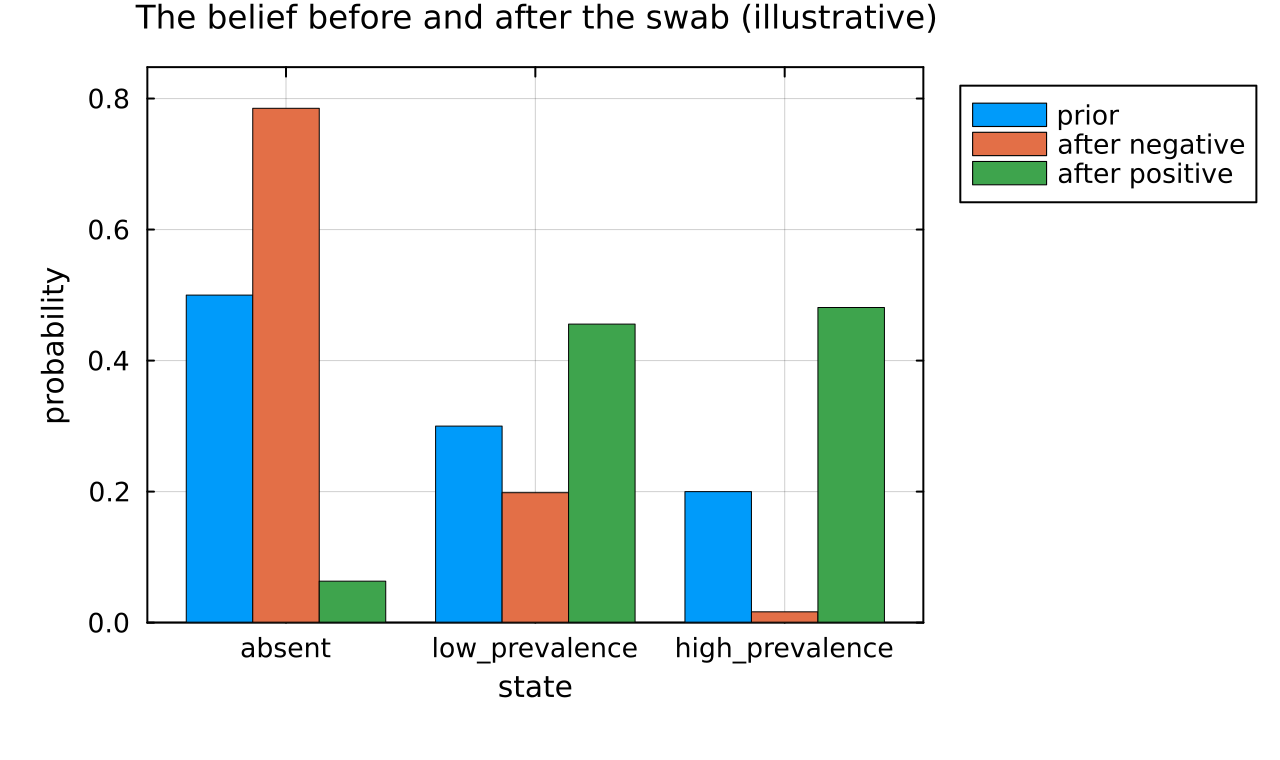 The belief before and after the swab (illustrative)
prior
after negative
after positive
probability
0.8
0.6
0.4
0.2
0.0
absent low_prevalence high_prevalence
state